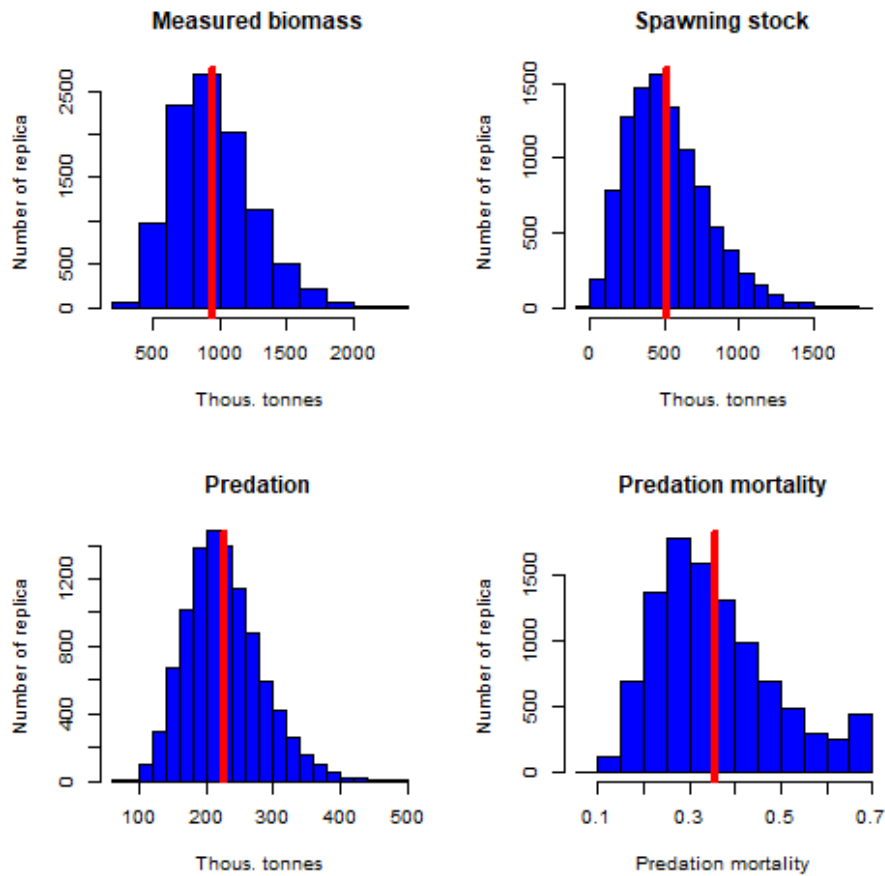 Measured biomass
Number of replica
2500
1500
500
0
500 1000 1500 2000
Thous. tonnes
Spawning stock
Number of replica
1500
1000
500
0
0 500 1000 1500
Thous. tonnes
Predation
Number of replica
1200
800
400
0
100 200 300 400 500
Thous. tonnes
Predation mortality
Number of replica
1500
1000
500
0
0.1 0.3 0.5 0.7
Predation mortality